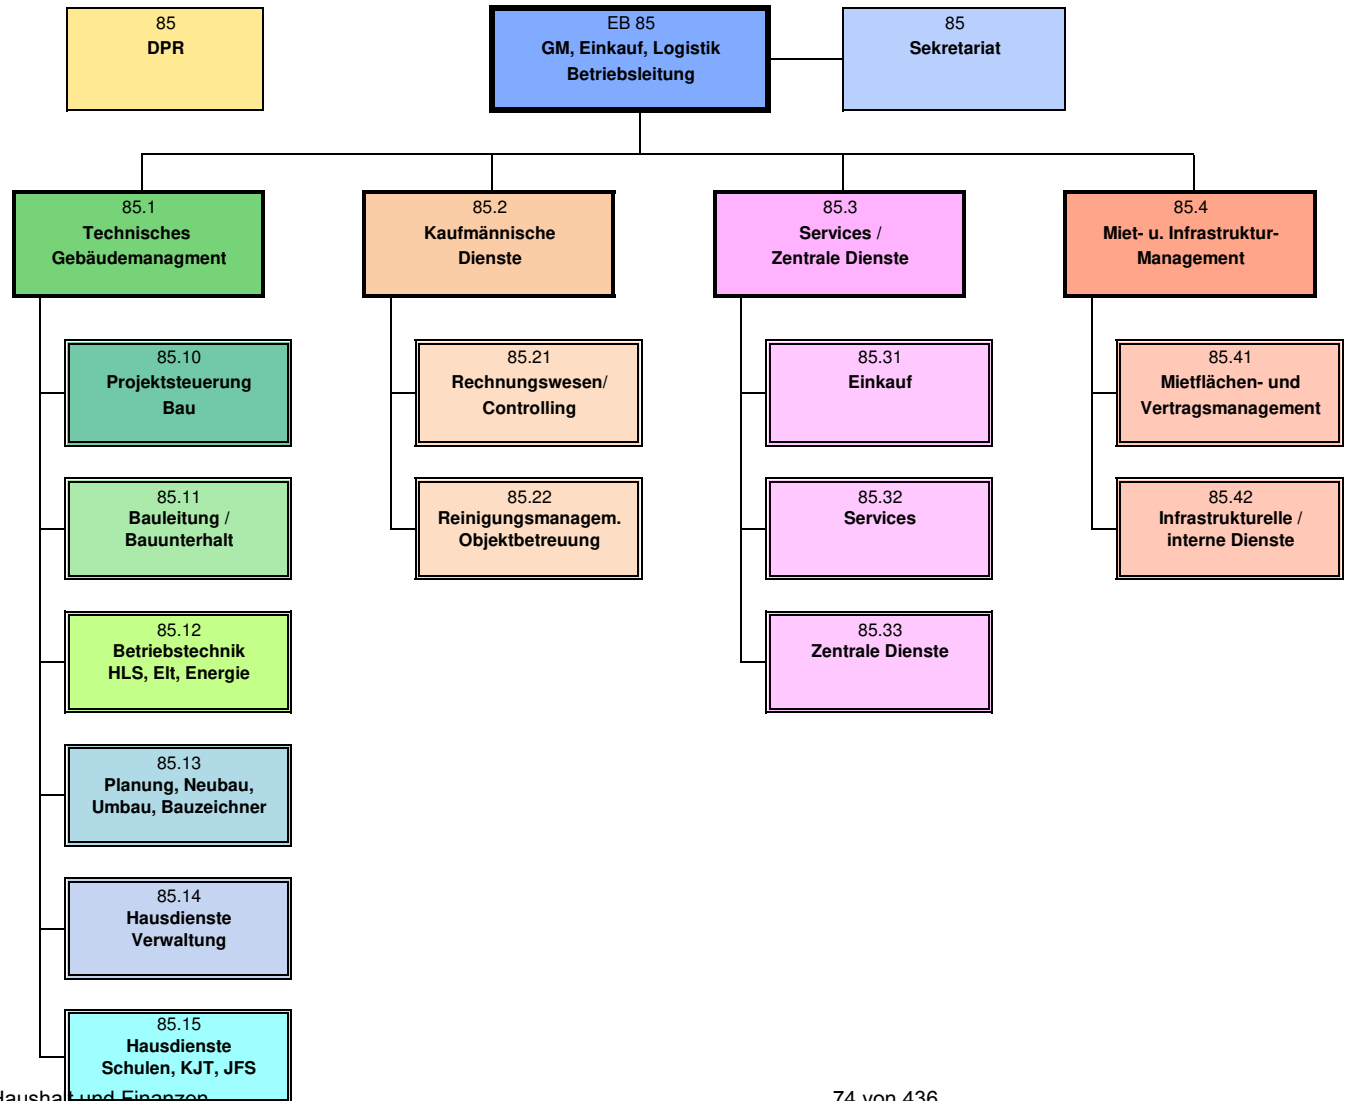 85
DPR
EB 85
GM, Einkauf, Logistik
Betriebsleitung
85
Sekretariat
85.1
Technisches
Gebäudemanagment
85.2
Kaufmännische
Dienste
85.3
Services /
Zentrale Dienste
85.4
Miet- u. Infrastruktur-
Management
85.10
Projektsteuerung
Bau
85.21
Rechnungswesen/
Controlling
85.31
Einkauf
85.41
Mietflächen- und
Vertragsmanagement
85.11
Bauleitung /
Bauunterhalt
85.22
Reinigungsmanagem.
Objektbetreuung
85.32
Services
85.42
Infrastrukturelle /
interne Dienste
85.12
Betriebstechnik
HLS, Elt, Energie
85.33
Zentrale Dienste
85.13
Planung, Neubau,
Umbau, Bauzeichner
85.14
Hausdienste
Verwaltung
85.15
Hausdienste
Schulen, KJT, JFS
Haushalt und Finanzen
74 von 436